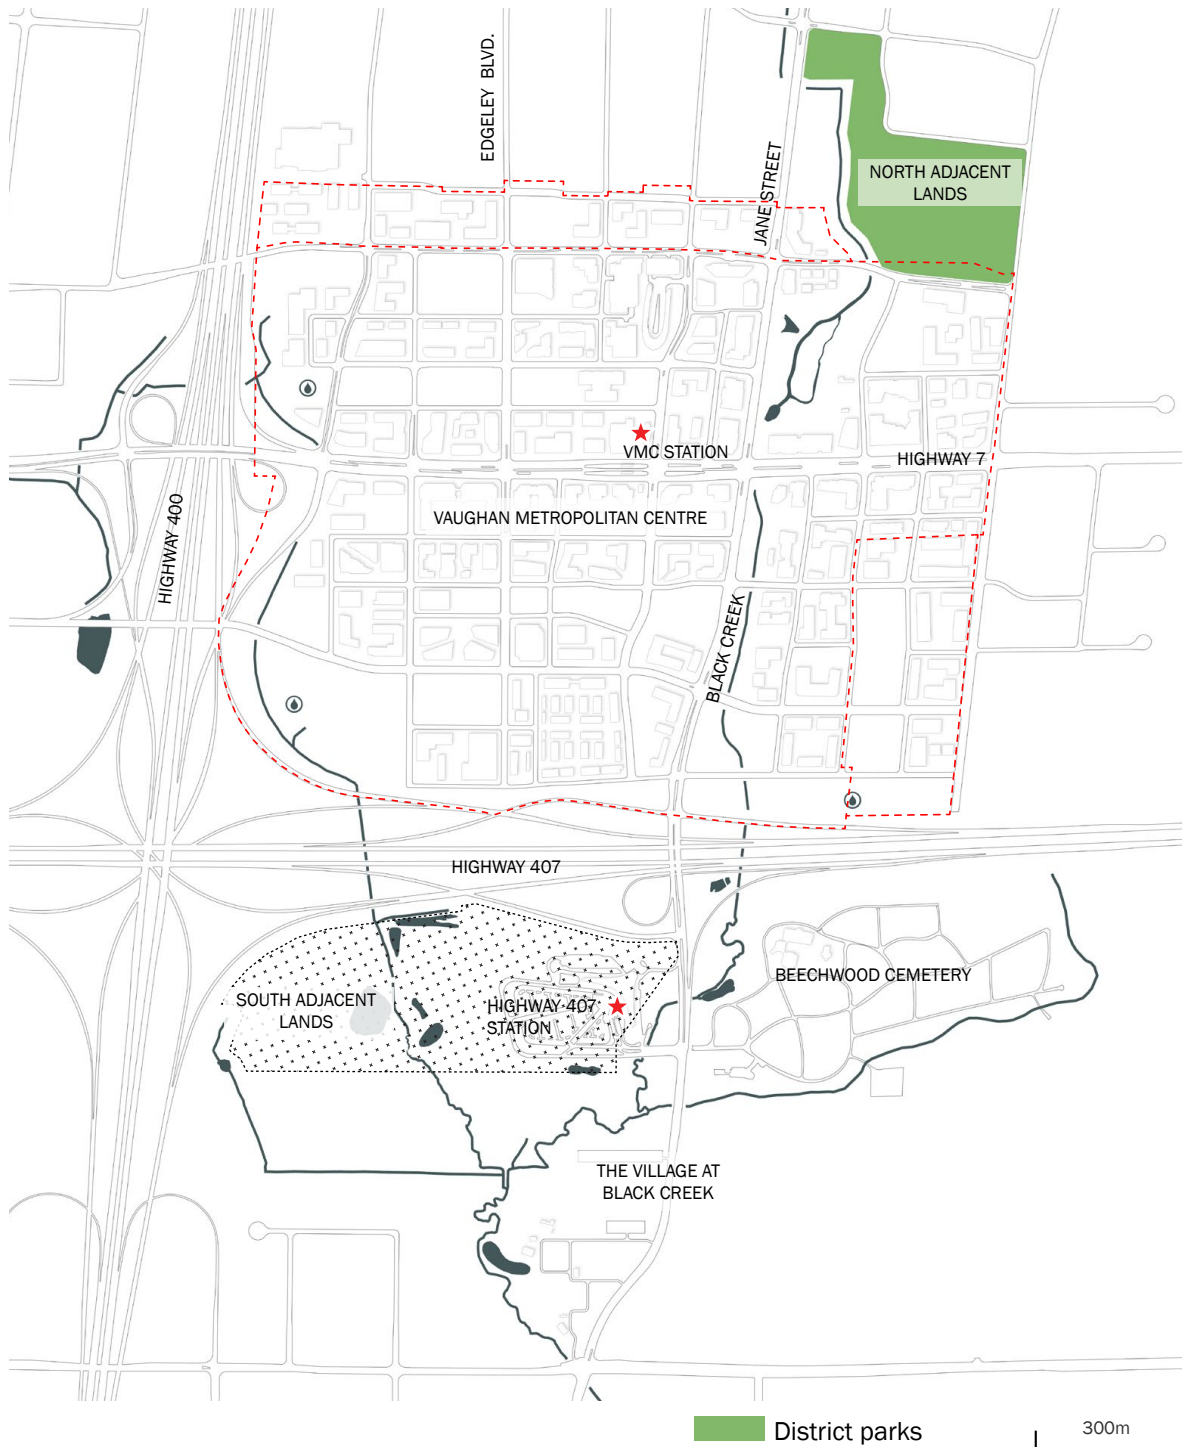 EDGELEY BLVD.
JANE STREET
NORTH ADJACENT
LANDS
VMC STATION
HIGHWAY 7
HIGHWAY 400
VAUGHAN METROPOLITAN CENTRE
BLACK CREEK
HIGHWAY 407
BEECHWOOD CEMETERY
SOUTH ADJACENT
LANDS
HIGHWAY 407
STATION
THE VILLAGE AT
BLACK CREEK
District parks
300m